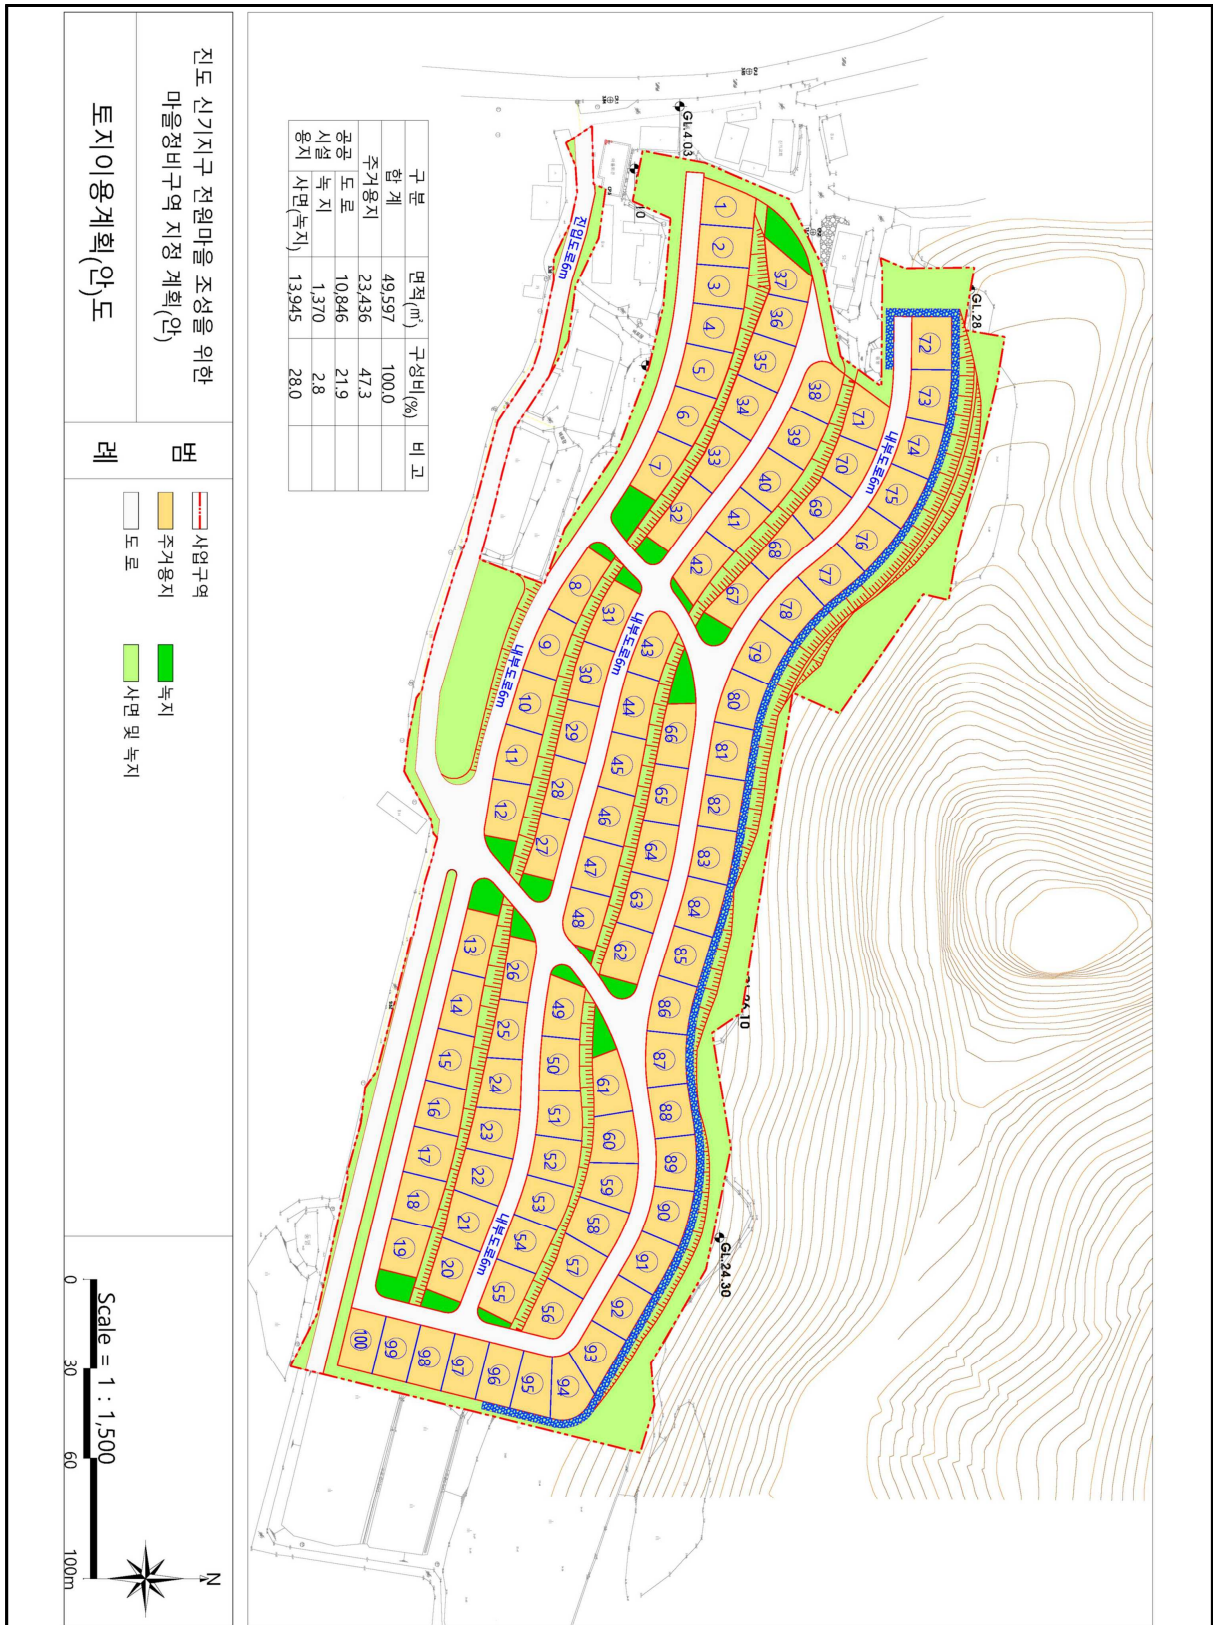 진도 신기지구 전원마을 조성을 위한
마을정비구역 지정 계획(안)
토지이용계획(안)도
범 례
사업구역
주거용지
도 로
녹지
사면 및 녹지
Scale = 1 : 1,500
0 30 60 100m
N
구 분 면적(㎡) 구성비(%) 비 고
합 계 49,597 100.0
주거용지 23,436 47.3
공공시설용지 도 로 10,846 21.9
녹 지 1,370 2.8
사면(녹지) 13,945 28.0
GL.4.03
10
GL.28
GL.26.10
GL.24.30
진입도로6m
내부도로6m
내부도로6m
내부도로6m
내부도로6m
1 2 3 4 5 6 7
8 9 10 11 12
13 14 15 16 17 18 19
20 21 22 23 24 25 26
27 28 29 30 31
32 33 34 35 36 37
38 39 40 41 42
43 44 45 46 47 48
49 50 51 52 53 54 55
56 57 58 59 60 61
62 63 64 65 66
67 68 69 70 71
72 73 74 75 76 77 78 79 80 81 82 83 84 85 86 87 88 89 90 91 92 93 94 95 96 97 98 99 100